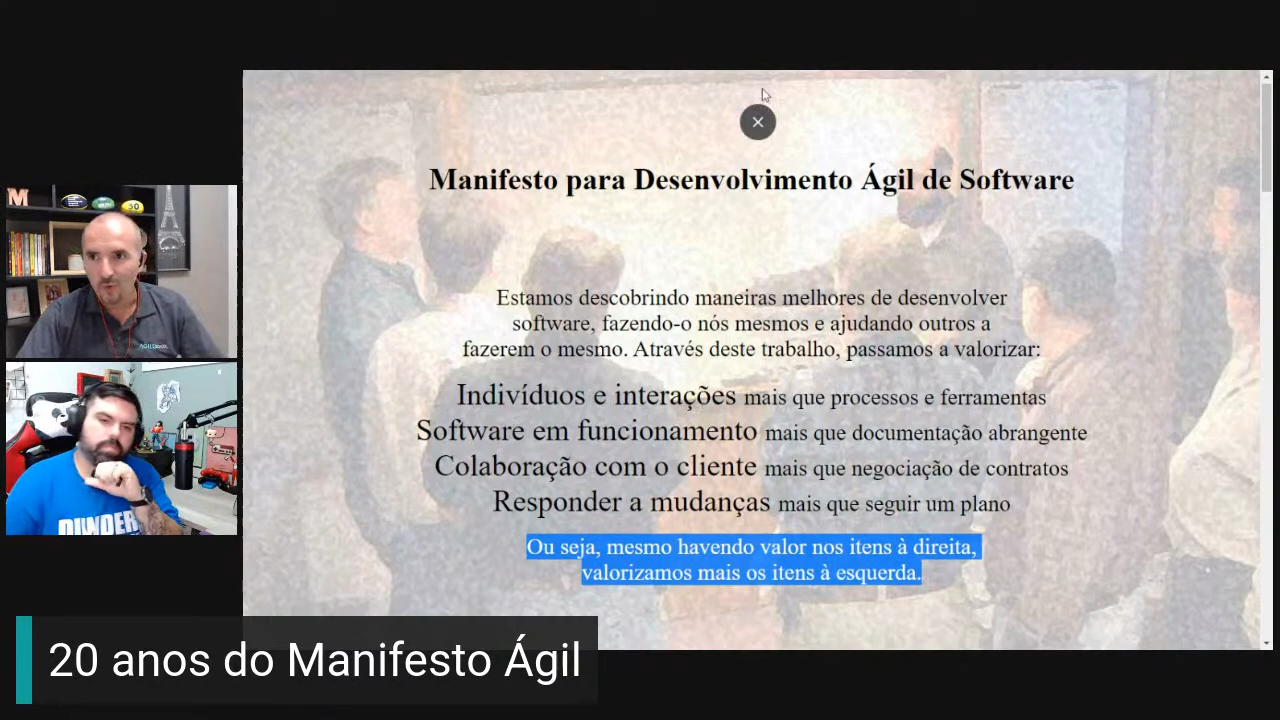 Manifesto para Desenvolvimento Ágil de Software
Estamos descobrindo maneiras melhores de desenvolver
software, fazendo-o nós mesmos e ajudando outros a
fazerem o mesmo. Através deste trabalho, passamos a valorizar:
Indivíduos e interações mais que processos e ferramentas
Software em funcionamento mais que documentação abrangente
Colaboração com o cliente mais que negociação de contratos
Responder a mudanças mais que seguir um plano
Ou seja, mesmo havendo valor nos itens à direita,
valorizamos mais os itens à esquerda.
M
50
DUNDER
20 anos do Manifesto Ágil